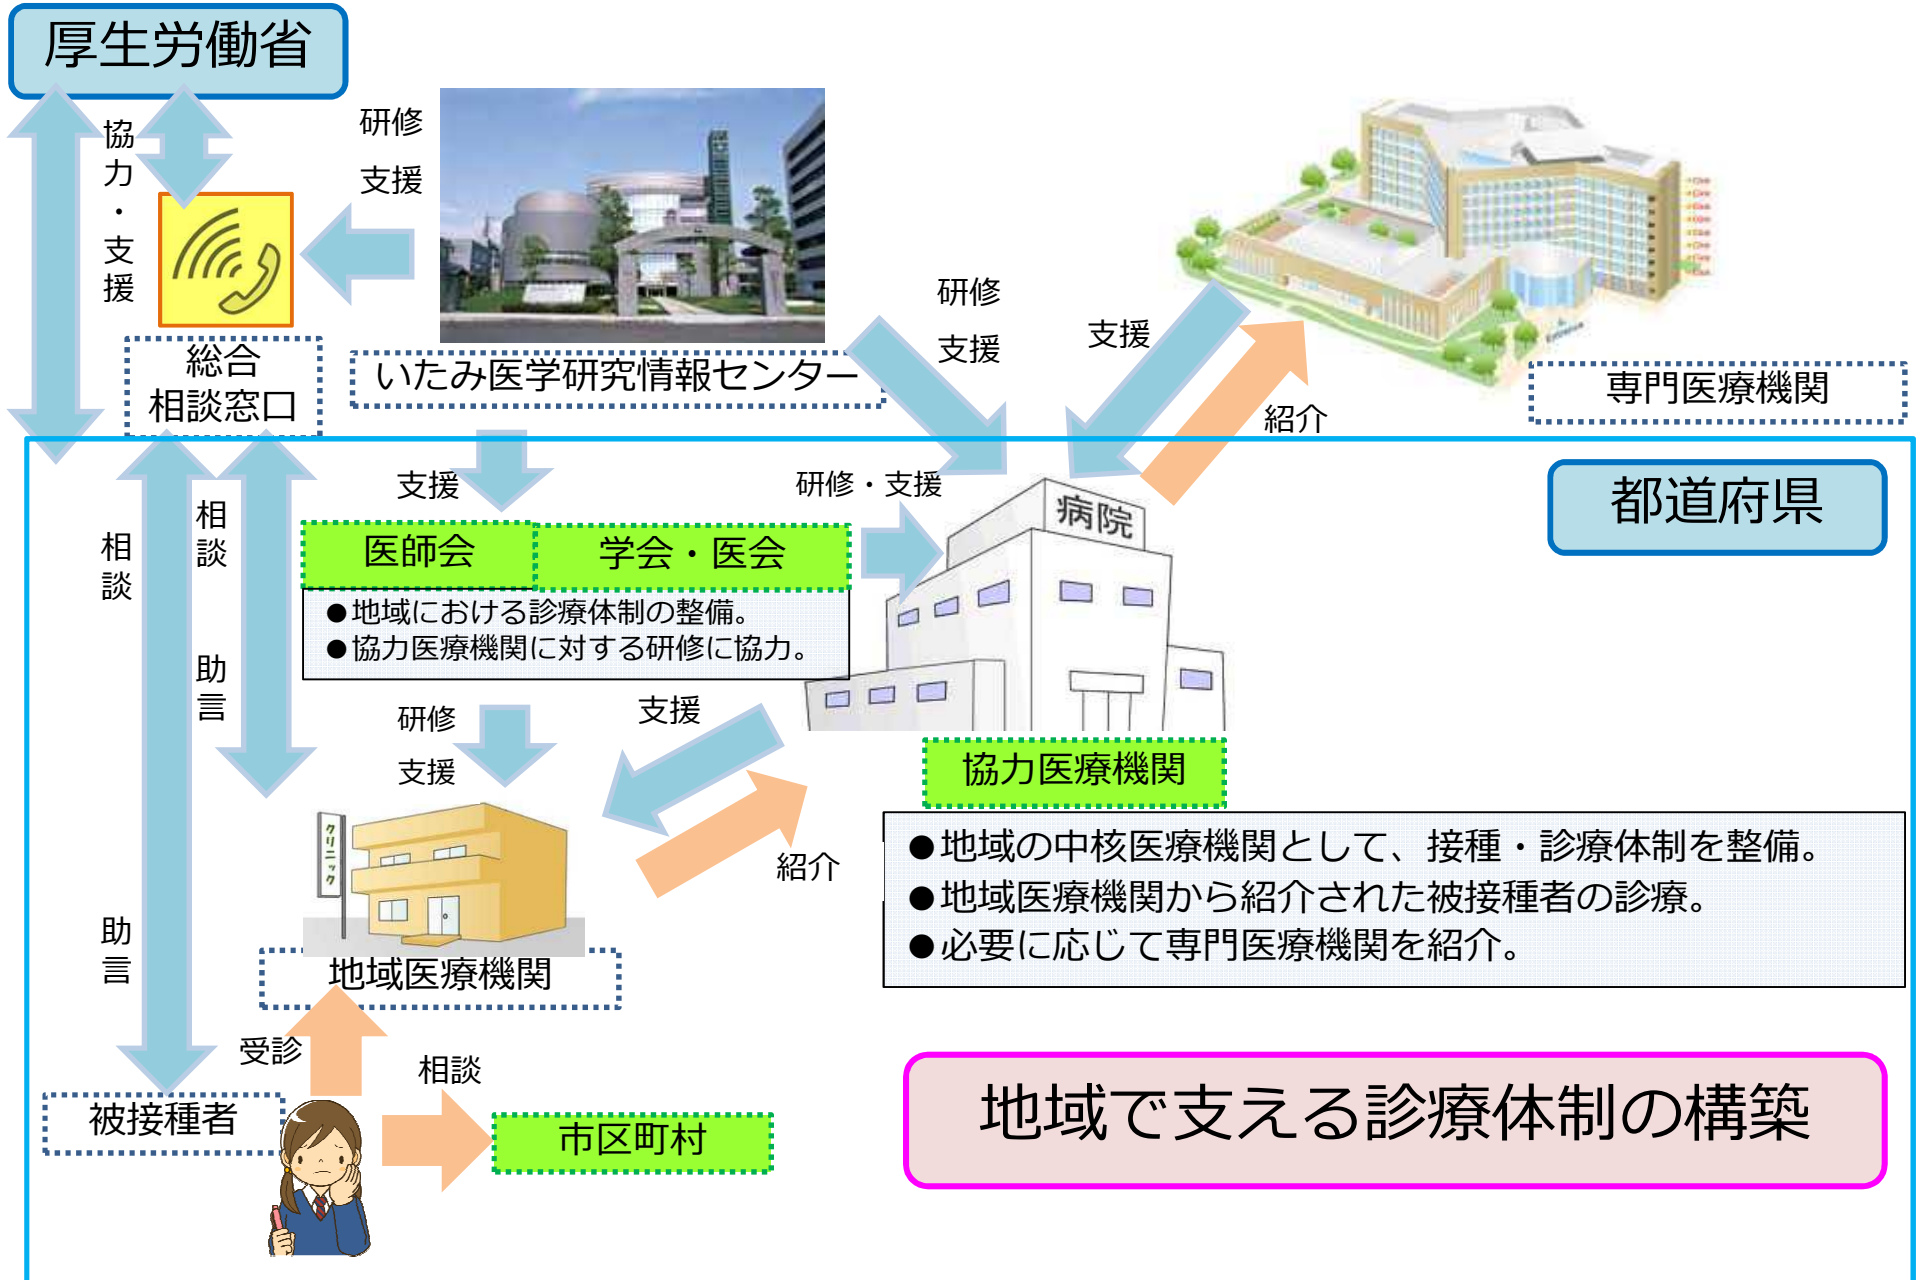 厚生労働省
協力・支援
研修
支援
総合
相談窓口
いたみ医学研究情報センター
研修
支援
支援
紹介
専門医療機関
都道府県
相談
助言
相談
助言
支援
医師会
学会・医会
研修・支援
●地域における診療体制の整備。
●協力医療機関に対する研修に協力。
病院
研修
支援
支援
紹介
協力医療機関
●地域の中核医療機関として、接種・診療体制を整備。
●地域医療機関から紹介された被接種者の診療。
●必要に応じて専門医療機関を紹介。
クリニック
地域医療機関
受診
相談
被接種者
市区町村
地域で支える診療体制の構築